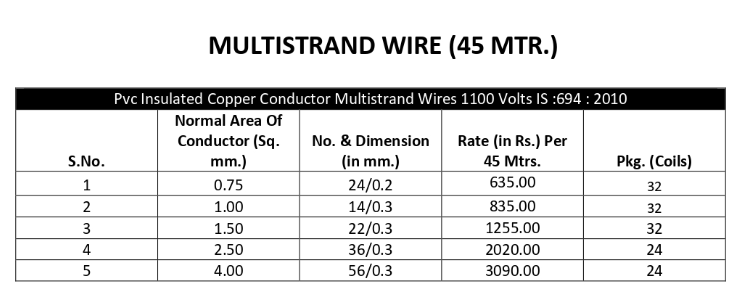 MULTISTRAND WIRE (45 MTR.)
Pvc Insulated Copper Conductor Multistrand Wires 1100 Volts IS :694 : 2010
S.No. Normal Area Of Conductor (Sq. mm.) No. & Dimension (in mm.) Rate (in Rs.) Per 45 Mtrs. Pkg. (Coils)
1 0.75 24/0.2 635.00 32
2 1.00 14/0.3 835.00 32
3 1.50 22/0.3 1255.00 32
4 2.50 36/0.3 2020.00 24
5 4.00 56/0.3 3090.00 24